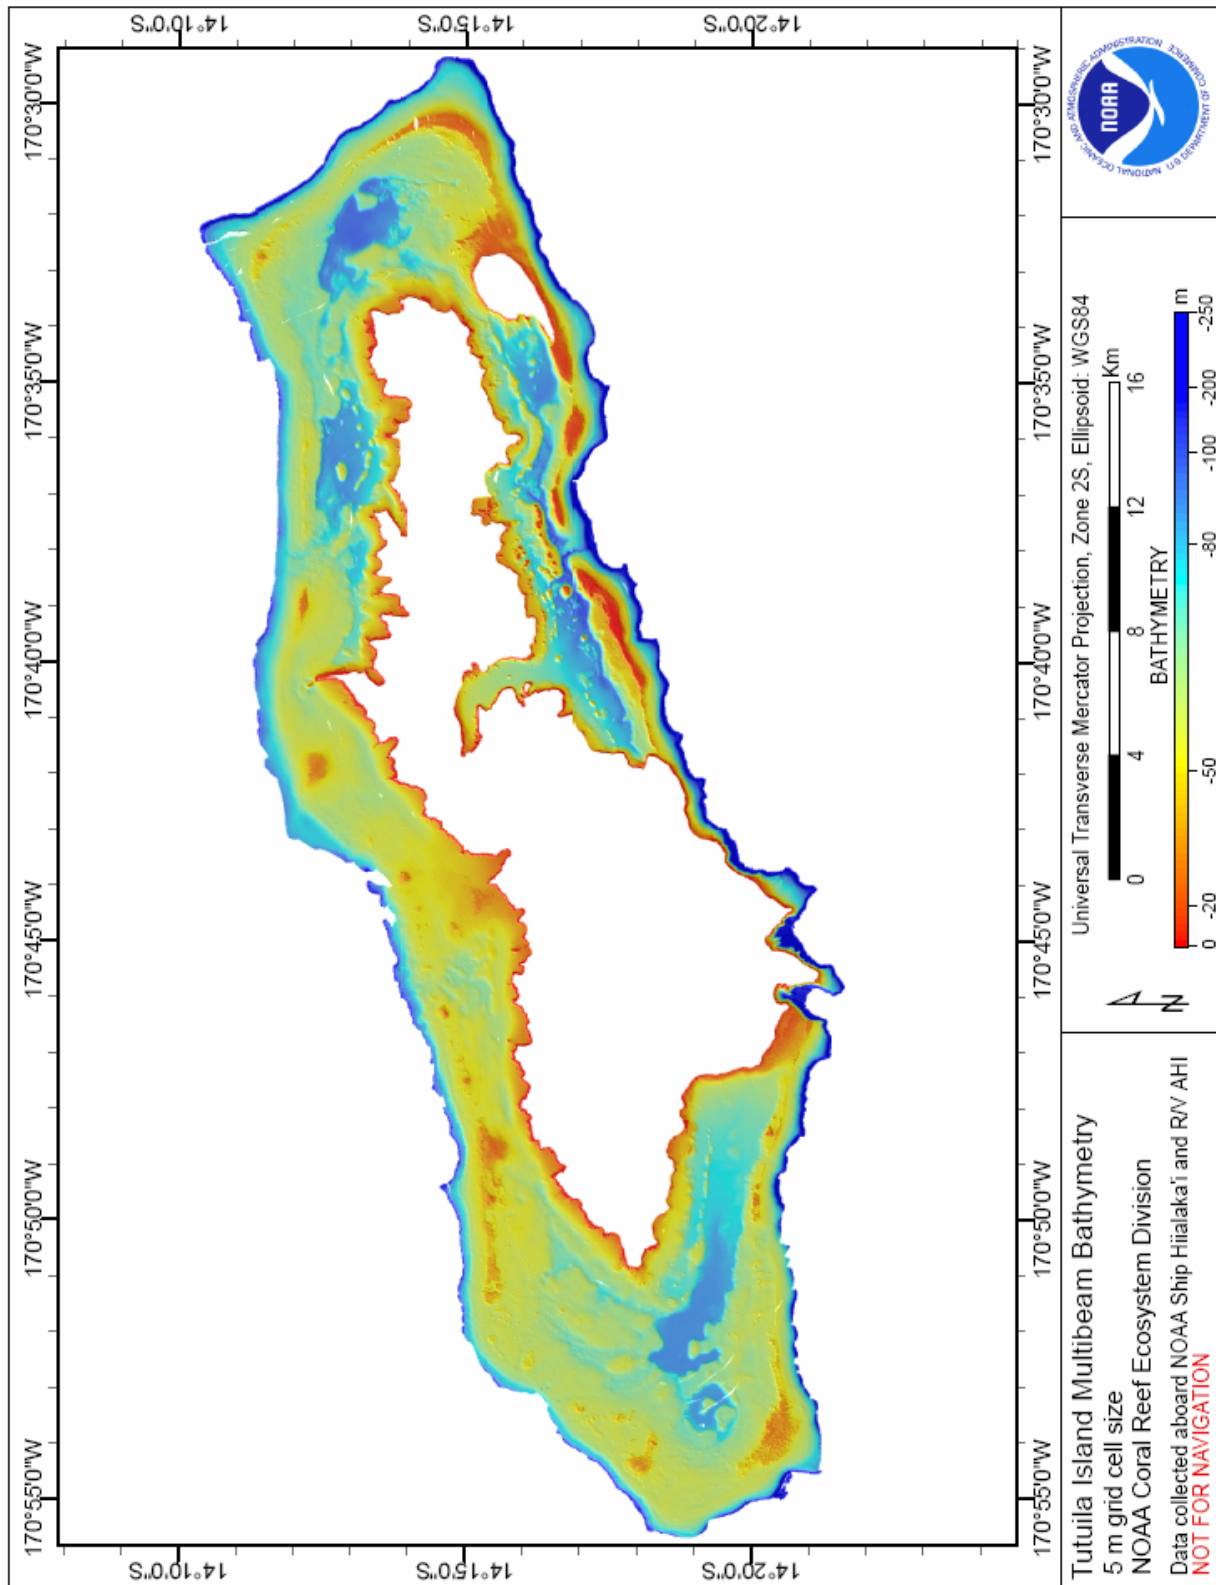 170°55'0"W 170°50'0"W 170°45'0"W 170°40'0"W 170°35'0"W 170°30'0"W
14°10'0"S 14°10'0"S
14°15'0"S 14°15'0"S
14°20'0"S 14°20'0"S
170°55'0"W 170°50'0"W 170°45'0"W 170°40'0"W 170°35'0"W 170°30'0"W
Tutuila Island Multibeam Bathymetry
5 m grid cell size
NOAA Coral Reef Ecosystem Division
Data collected aboard NOAA Ship Hiialaka'i and R/V AHI
NOT FOR NAVIGATION
N
Universal Transverse Mercator Projection, Zone 2S, Ellipsoid: WGS84
Km
0 4 8 12 16
BATHYMETRY
m
0 -20 -50 -80 -100 -200 -250
NATIONAL OCEANIC AND ATMOSPHERIC ADMINISTRATION
NOAA
U.S. DEPARTMENT OF COMMERCE